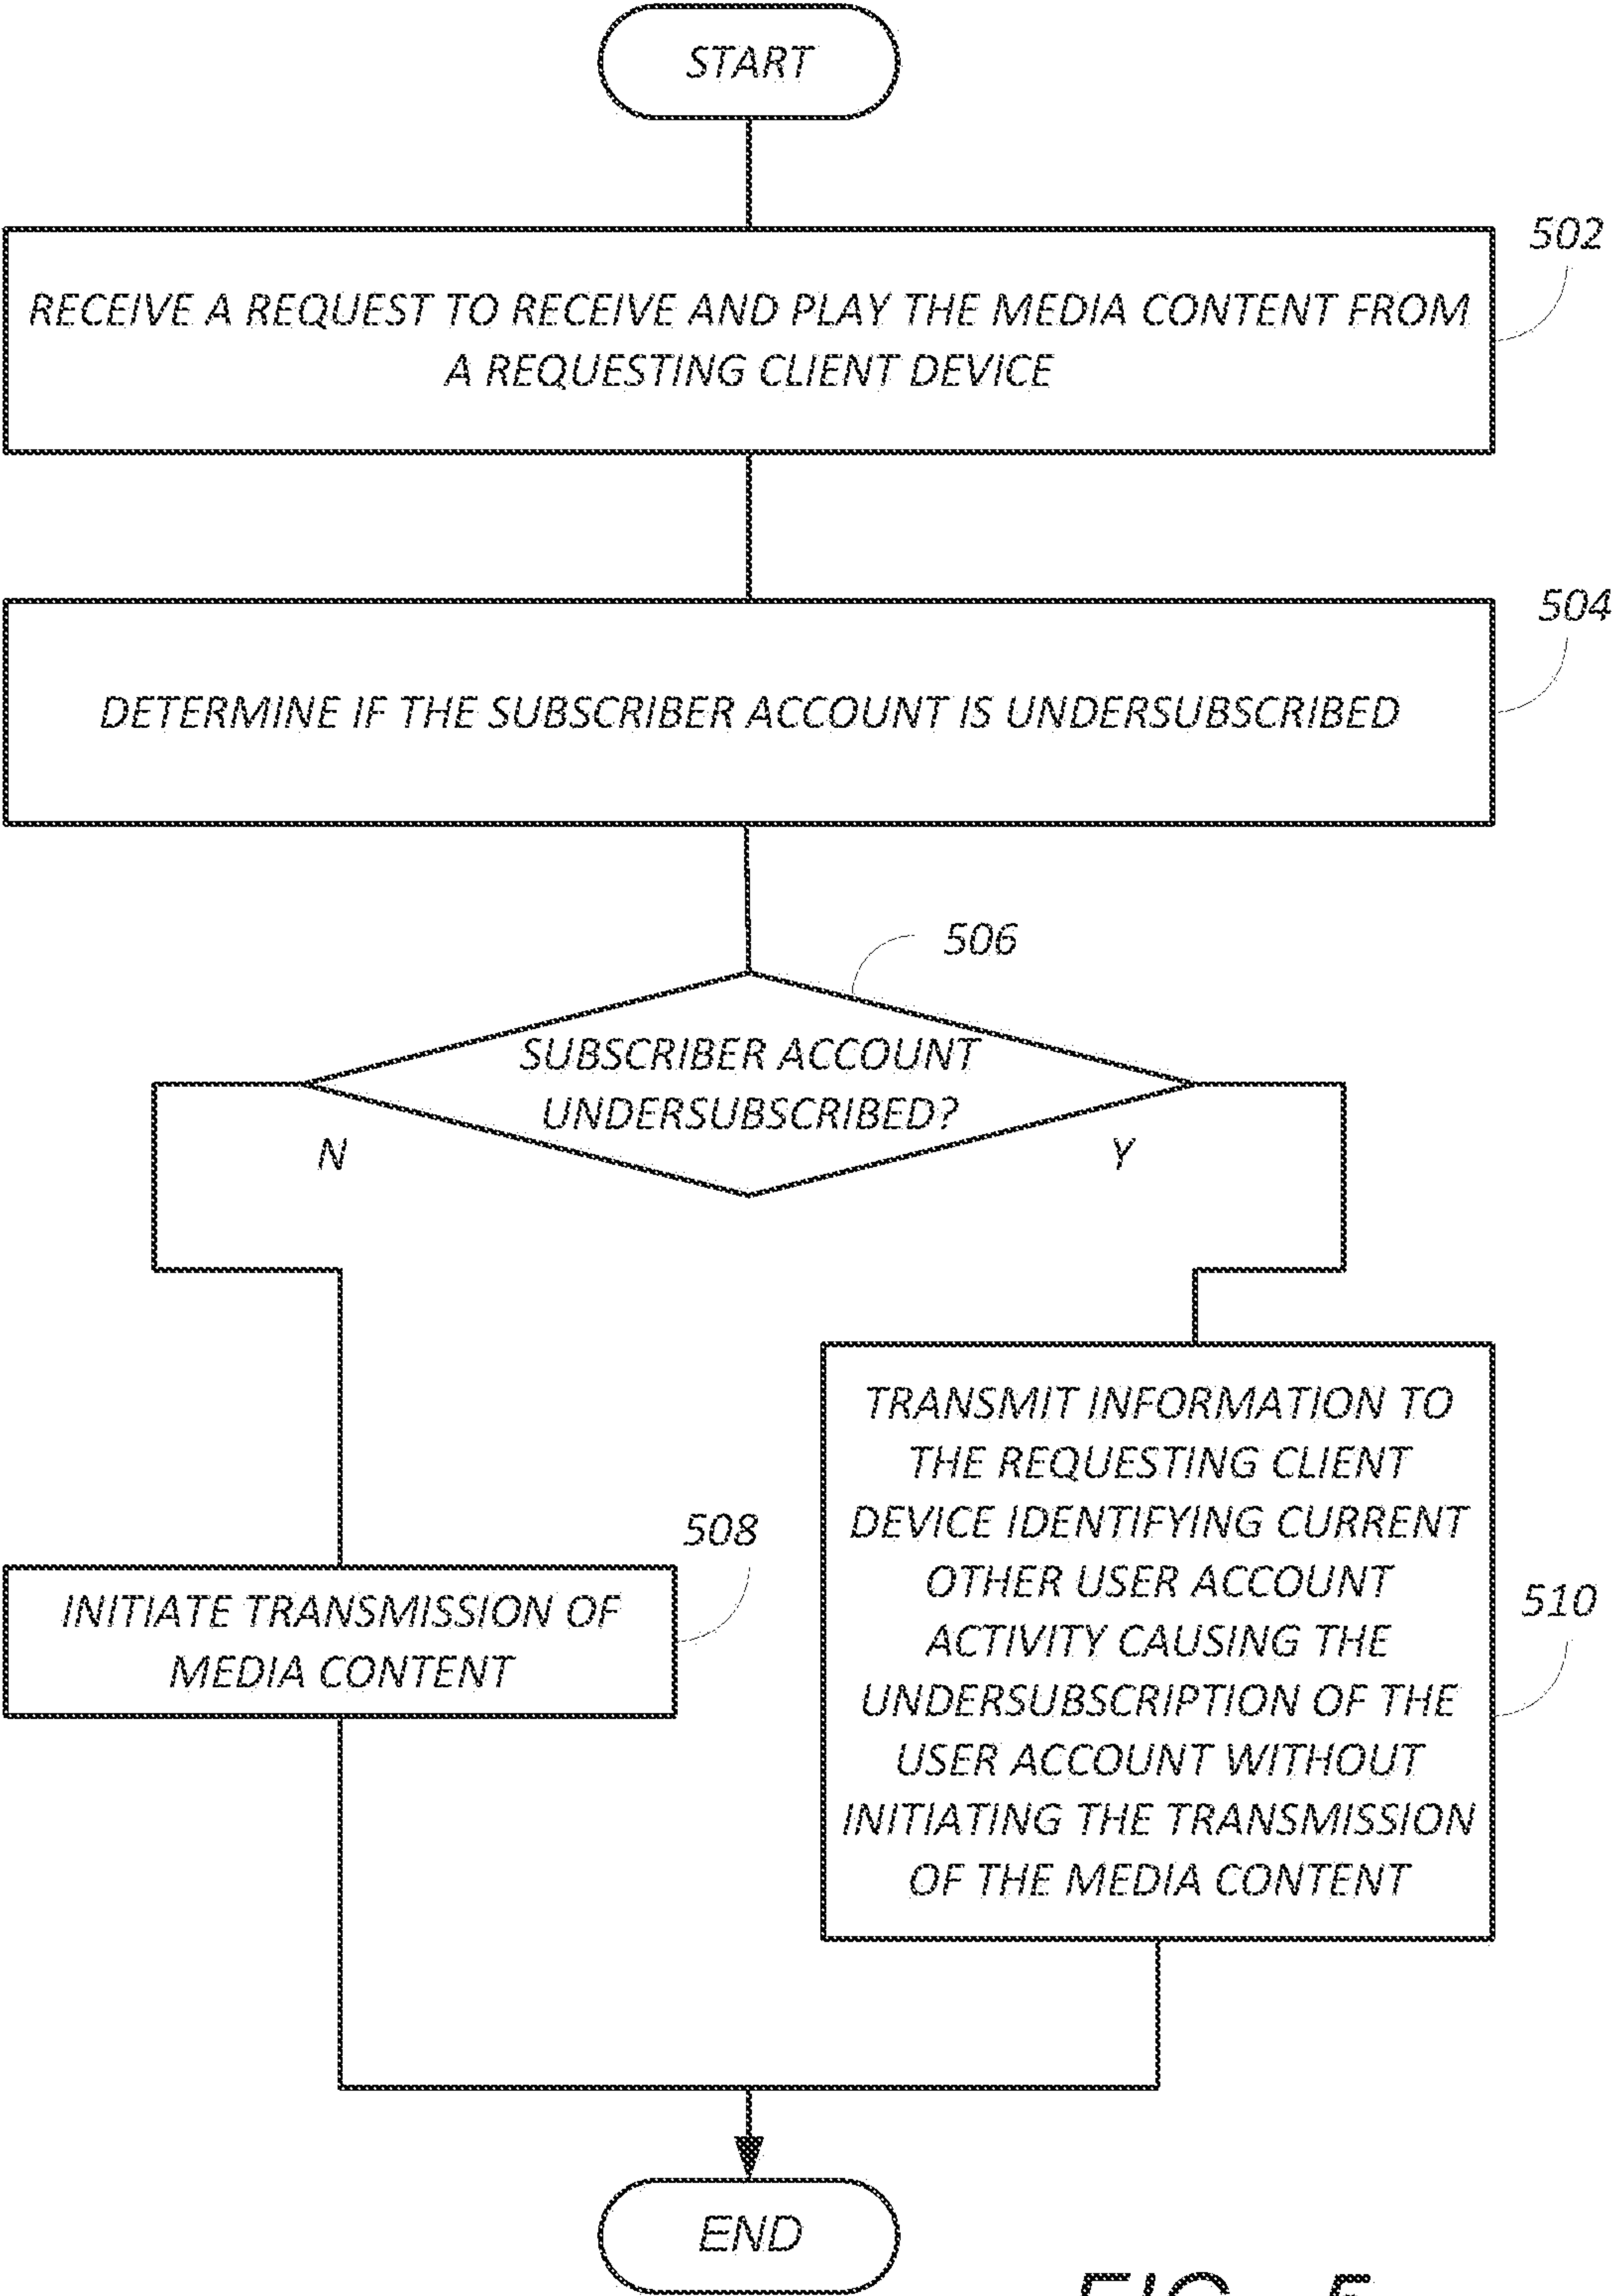 START
502
RECEIVE A REQUEST TO RECEIVE AND PLAY THE MEDIA CONTENT FROM
A REQUESTING CLIENT DEVICE
504
DETERMINE IF THE SUBSCRIBER ACCOUNT IS UNDERSUBSCRIBED
506
SUBSCRIBER ACCOUNT
UNDERSUBSCRIBED?
N
Y
508
INITIATE TRANSMISSION OF
MEDIA CONTENT
TRANSMIT INFORMATION TO
THE REQUESTING CLIENT
DEVICE IDENTIFYING CURRENT
OTHER USER ACCOUNT
ACTIVITY CAUSING THE
UNDERSUBSCRIPTION OF THE
USER ACCOUNT WITHOUT
INITIATING THE TRANSMISSION
OF THE MEDIA CONTENT
510
END
FIG. 5